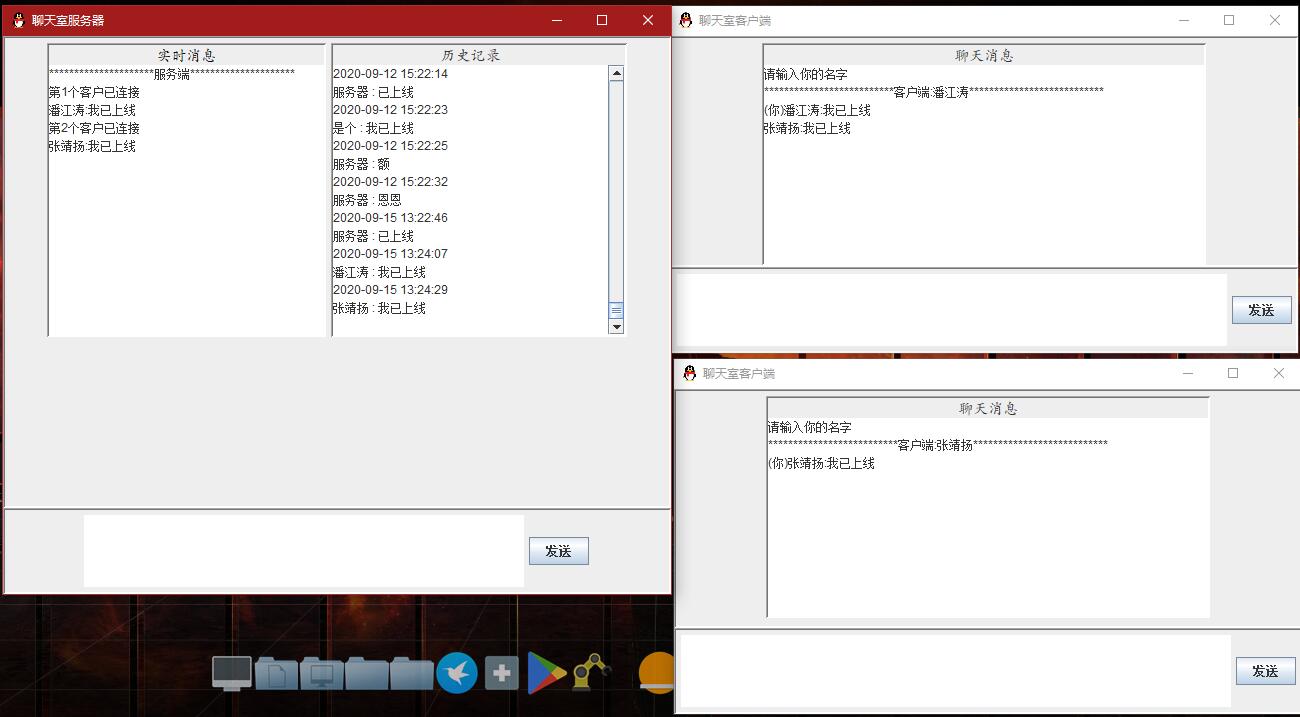 聊天室服务器
实时消息
*********************服务端*********************
第1个客户已连接
潘江涛:我已上线
第2个客户已连接
张靖扬:我已上线
历史记录
2020-09-12 15:22:14
服务器 : 已上线
2020-09-12 15:22:23
是个 : 我已上线
2020-09-12 15:22:25
服务器 : 额
2020-09-12 15:22:32
服务器 : 恩恩
2020-09-15 13:22:46
服务器 : 已上线
2020-09-15 13:24:07
潘江涛 : 我已上线
2020-09-15 13:24:29
张靖扬 : 我已上线
发送
聊天室客户端
聊天消息
请输入你的名字
**************************客户端:潘江涛***************************
(你)潘江涛:我已上线
张靖扬:我已上线
发送
聊天室客户端
聊天消息
请输入你的名字
**************************客户端:张靖扬***************************
(你)张靖扬:我已上线
发送